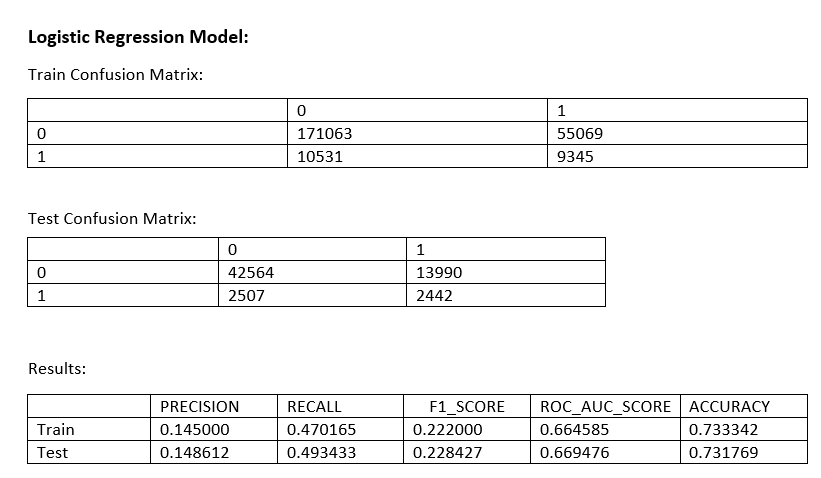 Logistic Regression Model:
Train Confusion Matrix:
0 1
0 171063 55069
1 10531 9345
Test Confusion Matrix:
0 1
0 42564 13990
1 2507 2442
Results:
PRECISION RECALL F1_SCORE ROC_AUC_SCORE ACCURACY
Train 0.145000 0.470165 0.222000 0.664585 0.733342
Test 0.148612 0.493433 0.228427 0.669476 0.731769